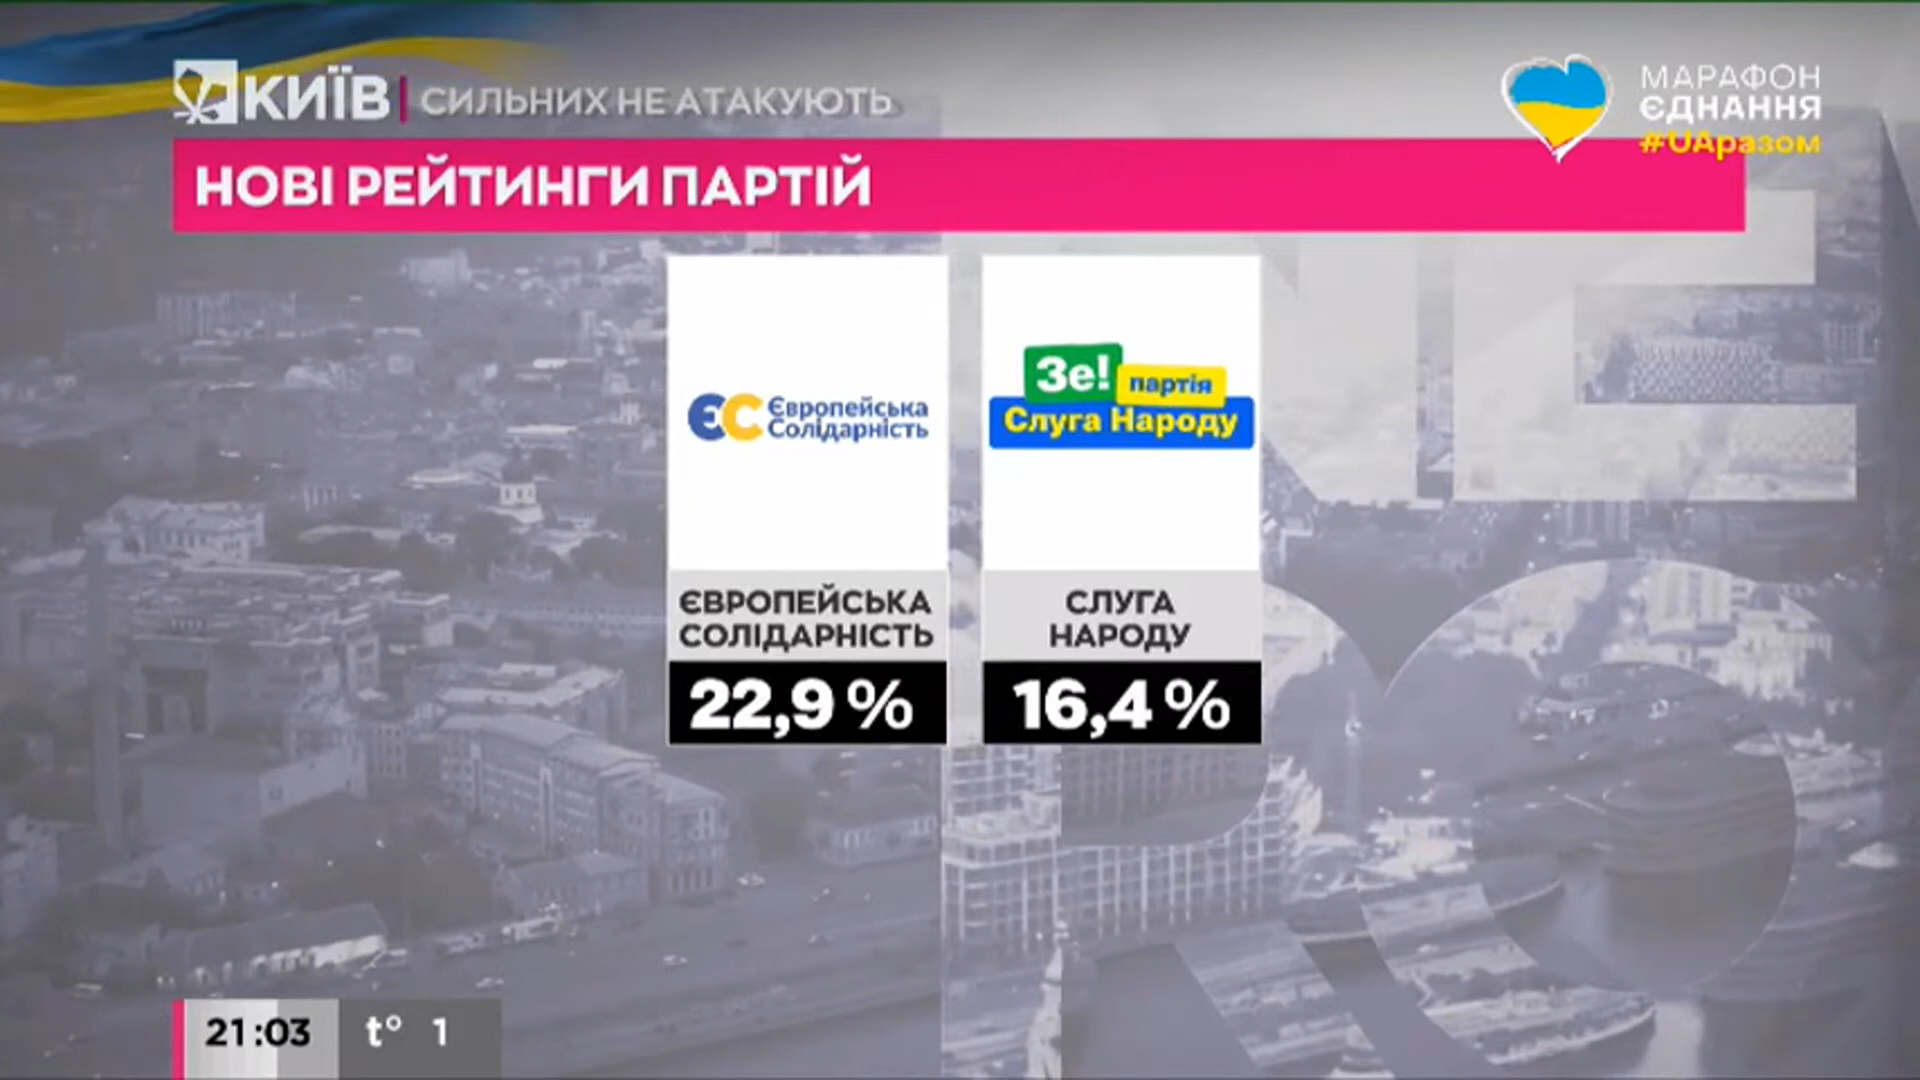 КИЇВ | СИЛЬНИХ НЕ АТАКУЮТЬ
МАРАФОН
ЄДНАННЯ
#UAразом
НОВІ РЕЙТИНГИ ПАРТІЙ
ЄС Європейська
Солідарність
Зе! партія
Слуга Народу
ЄВРОПЕЙСЬКА
СОЛІДАРНІСТЬ
22,9 %
СЛУГА
НАРОДУ
16,4 %
21:03 t° 1